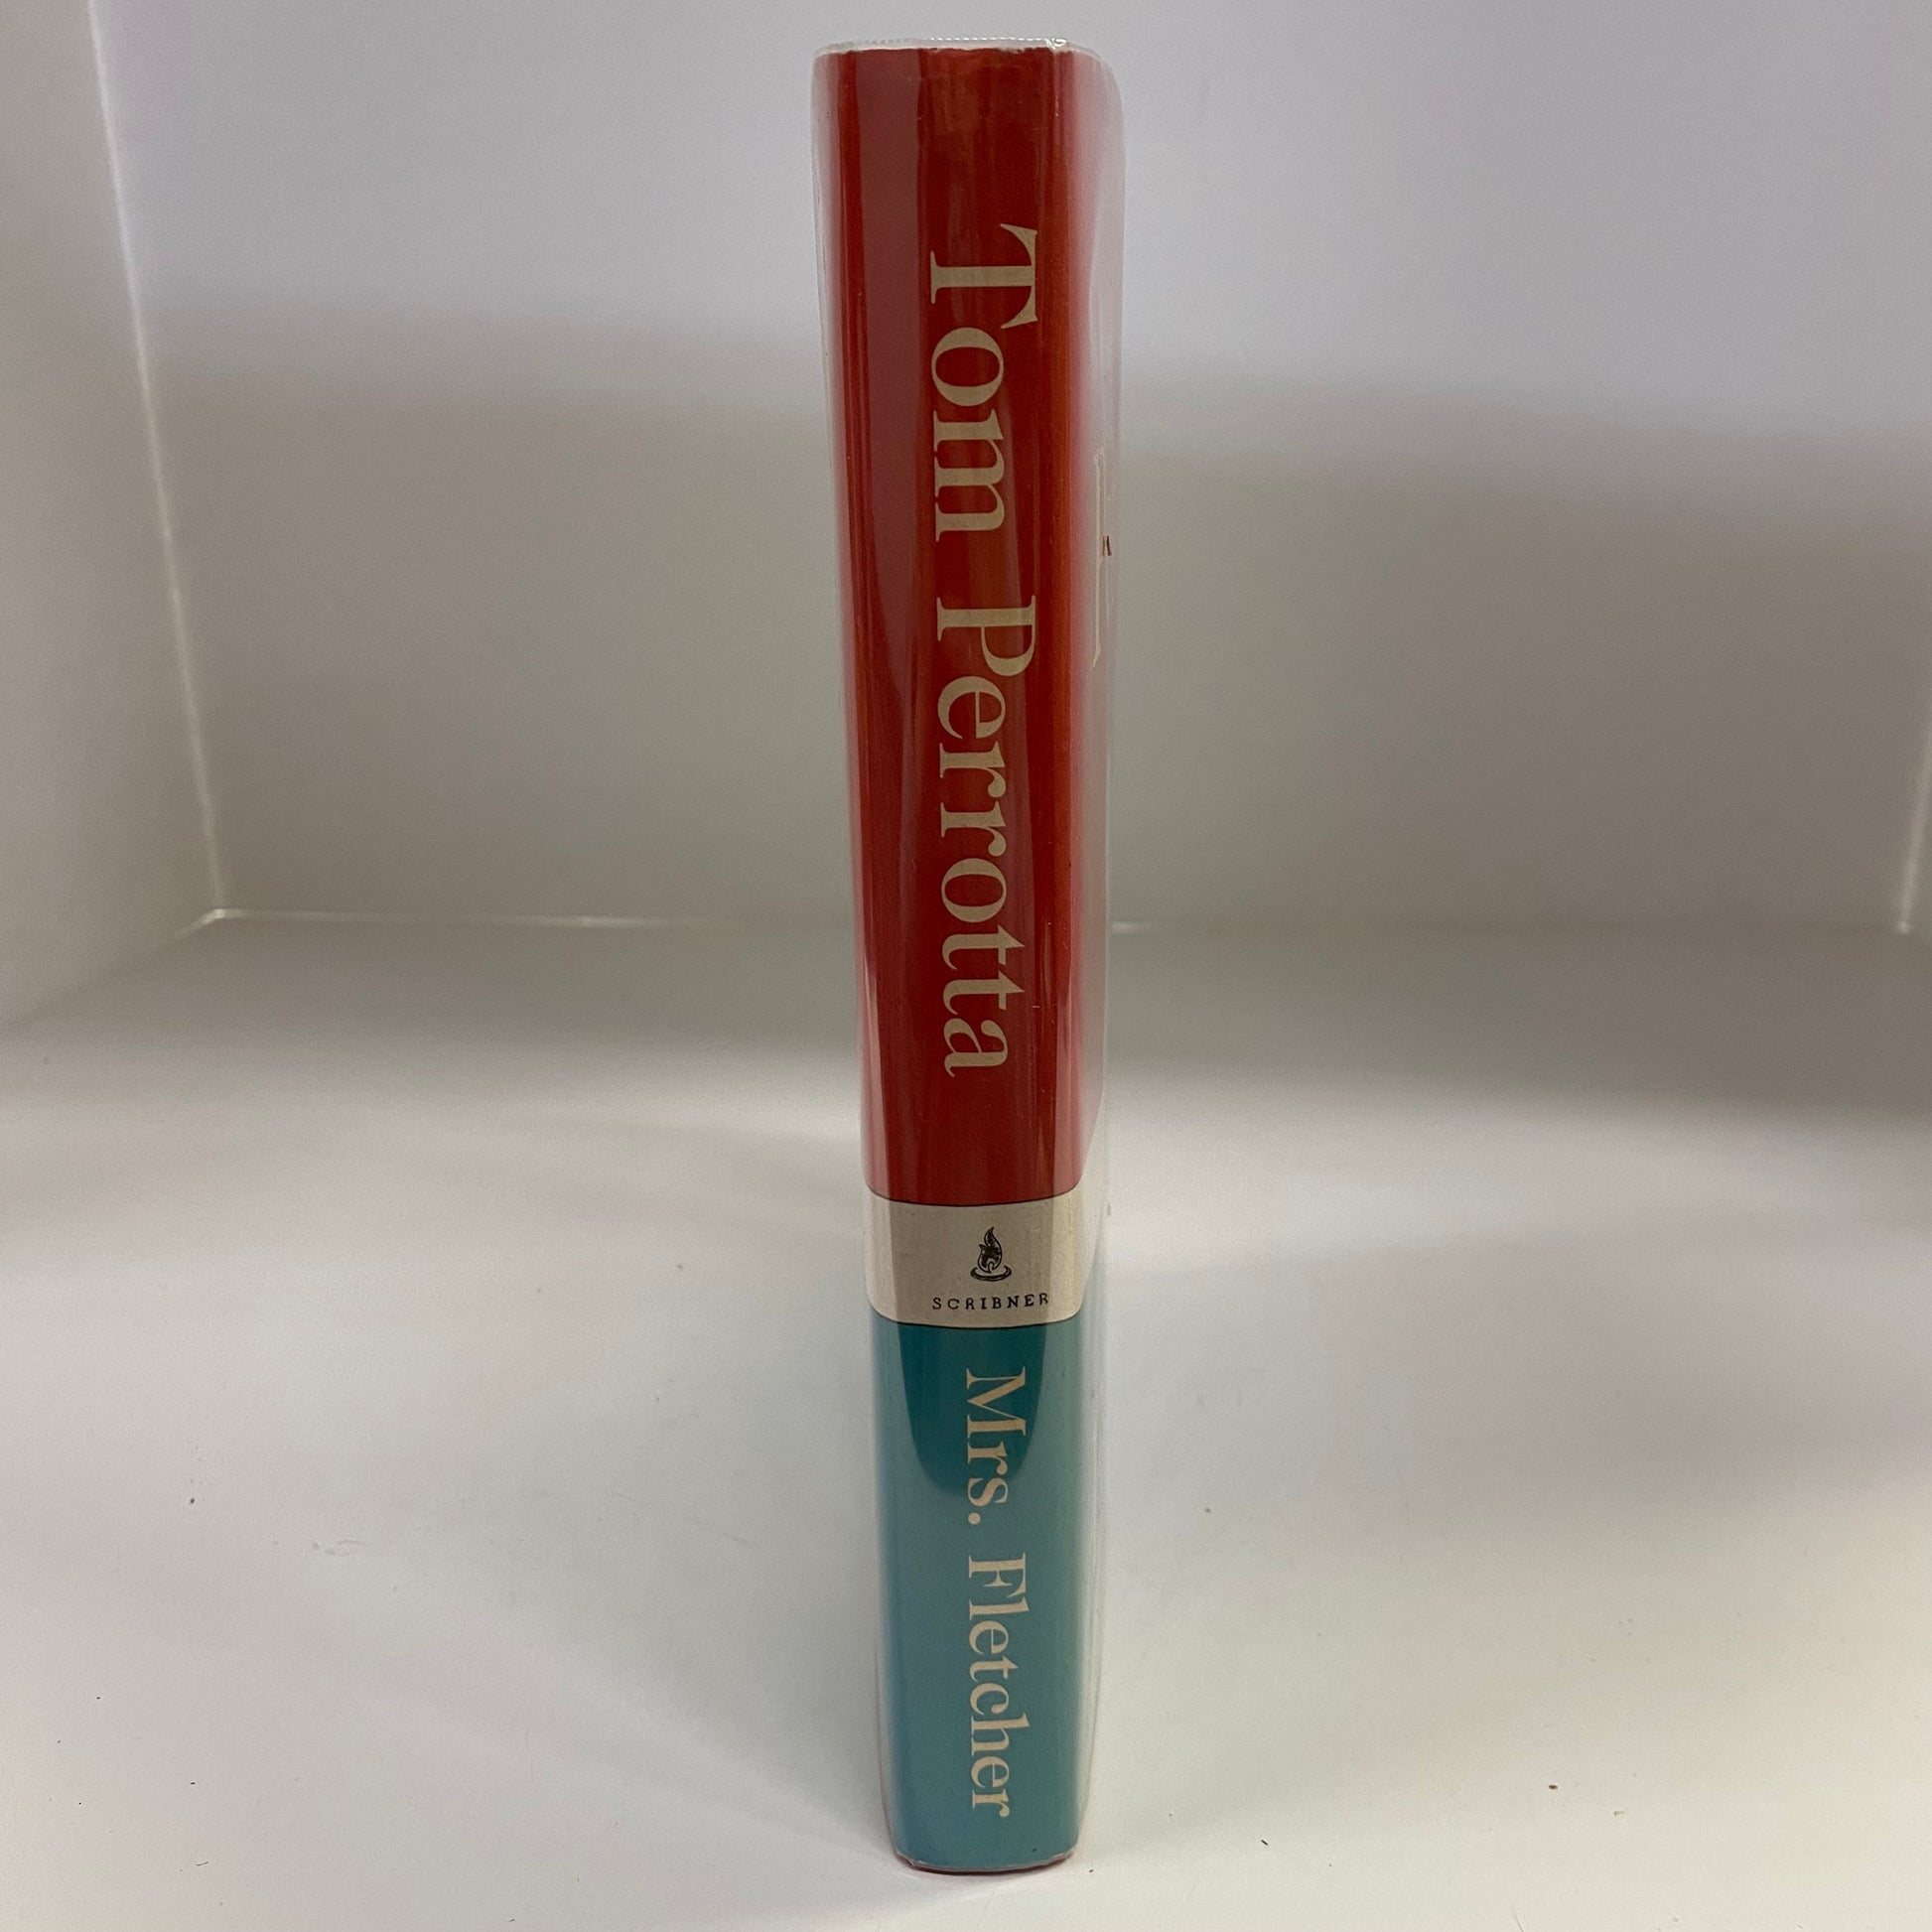 Tom Perrotta
SCRIBNER
Mrs. Fletcher